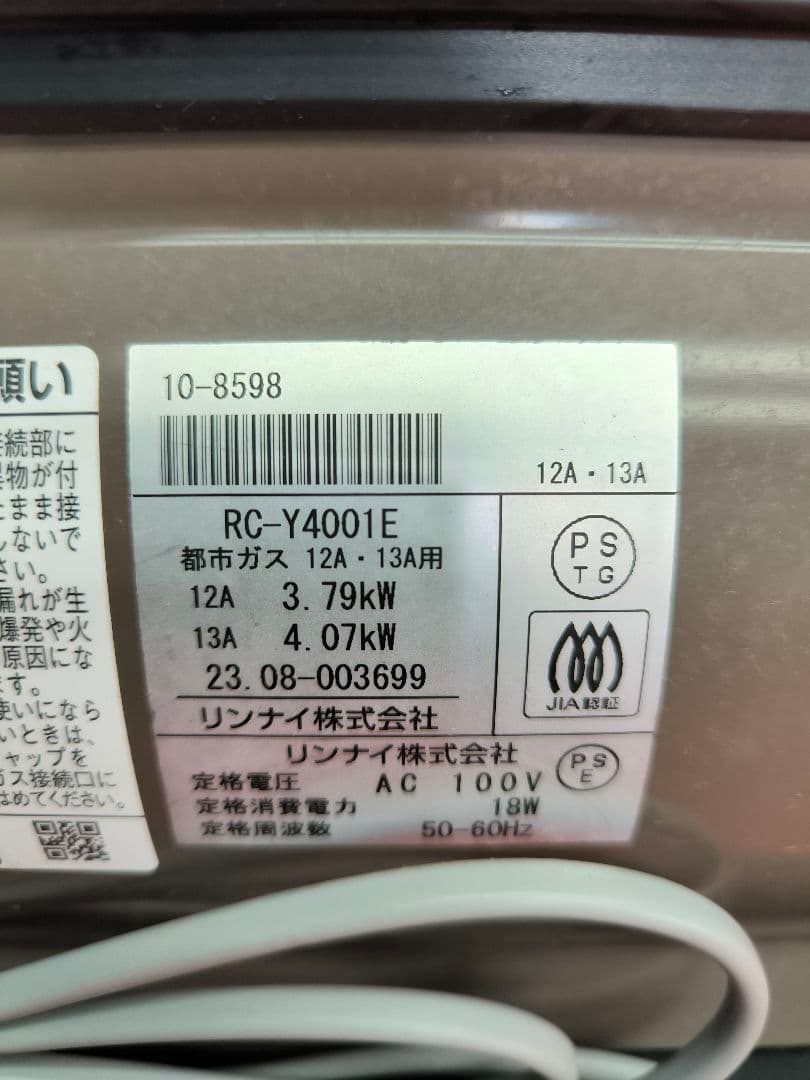 願い
接続部に
異物が付
たまま接
しないで
さい。
漏れが生
爆発や火
原因にな
ます。
使いになら
いときは、
ャップを
ガス接続口に
はめてください。
10-8598
12A・13A
RC-Y4001E
都市ガス 12A・13A用
12A 3.79kW
13A 4.07kW
23.08-003699
リンナイ株式会社
PS
TG
JIA認証
リンナイ株式会社
PS
E
定格電圧 AC 100V
定格消費電力 18W
定格周波数 50-60Hz